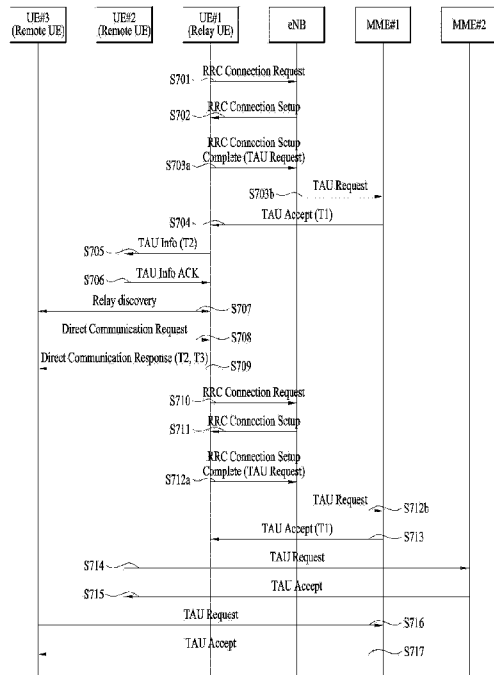 UE#3
(Remote UE)
UE#2
(Remote UE)
UE#1
(Relay UE)
eNB
MME#1
MME#2
RRC Connection Request
S701
RRC Connection Setup
S702
RRC Connection Setup
Complete (TAU Request)
S703a
TAU Request
S703b
TAU Accept (T1)
S704
TAU Info (T2)
S705
TAU Info ACK
S706
Relay discovery
S707
Direct Communication Request
S708
Direct Communication Response (T2, T3)
S709
RRC Connection Request
S710
RRC Connection Setup
S711
RRC Connection Setup
Complete (TAU Request)
S712a
TAU Request
S712b
TAU Accept (T1)
S713
TAU Request
S714
TAU Accept
S715
TAU Request
S716
TAU Accept
S717